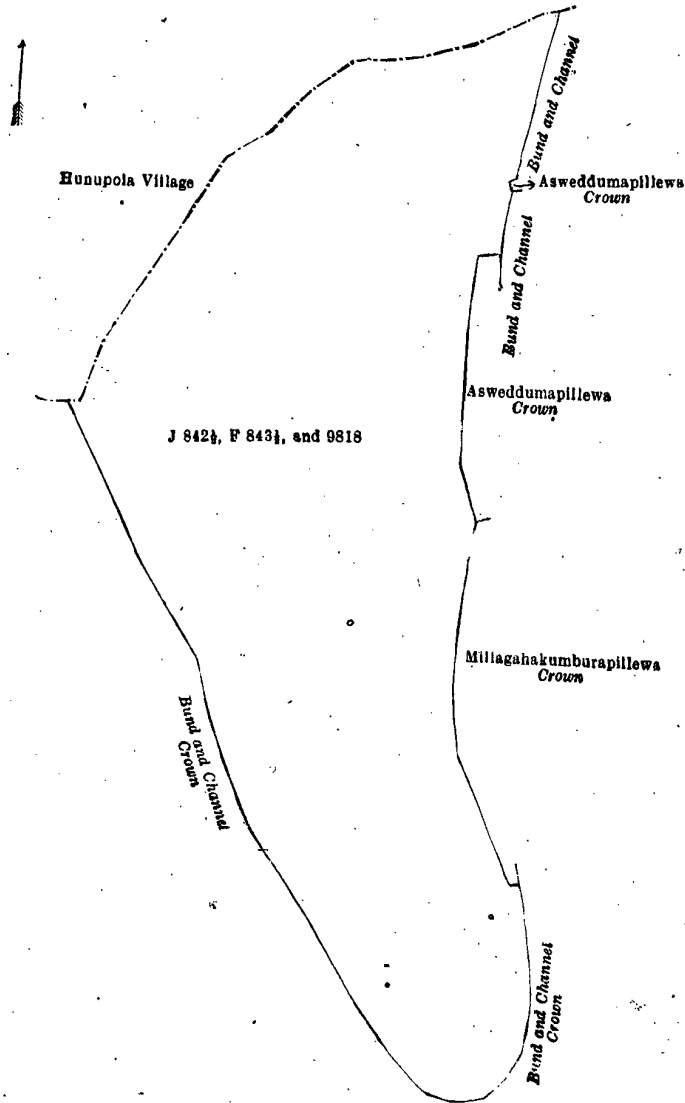 Bund and Channel
Hunupola Village
Asweddumapillewa
Crown
Bund and Channel
Asweddumapillewa
Crown
J 842½, F 843½, and 9818
Millagahakumburapillewa
Crown
Bund and Channel
Crown
Bund and Channel
Crown